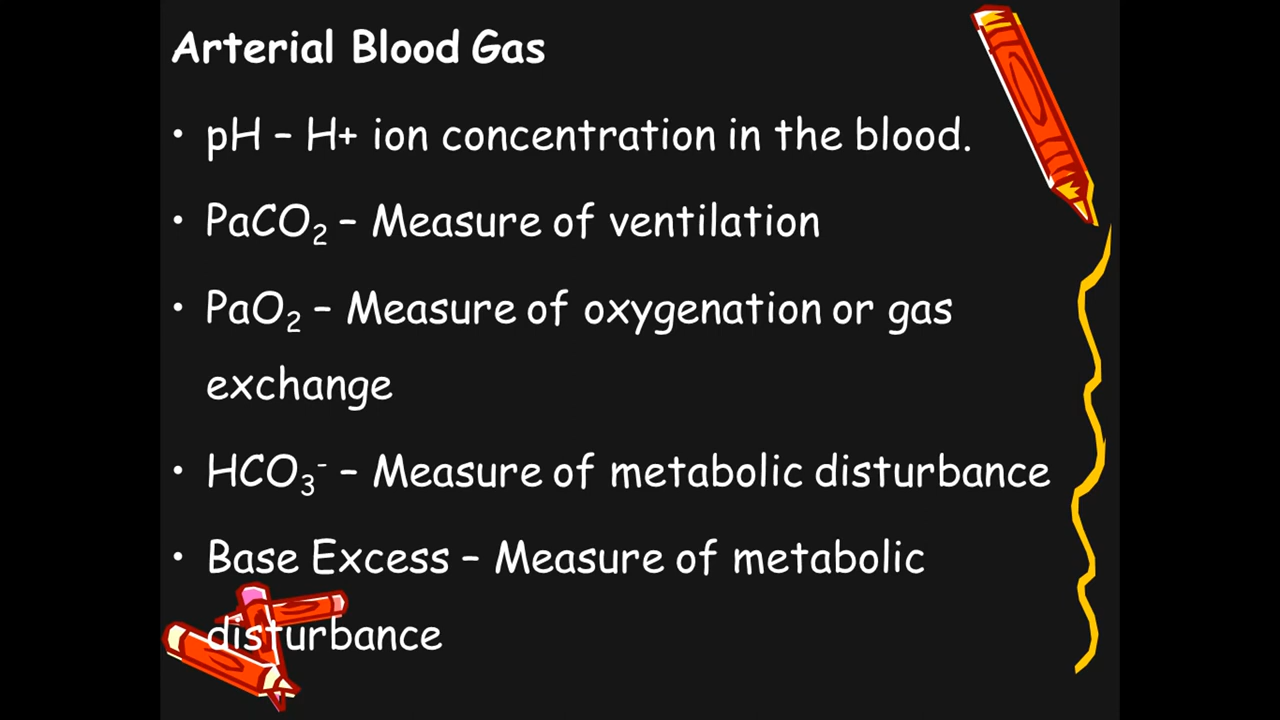 Arterial Blood Gas
• pH – H+ ion concentration in the blood.
• PaCO₂ – Measure of ventilation
• PaO₂ – Measure of oxygenation or gas
exchange
• HCO₃⁻ – Measure of metabolic disturbance
• Base Excess – Measure of metabolic
disturbance